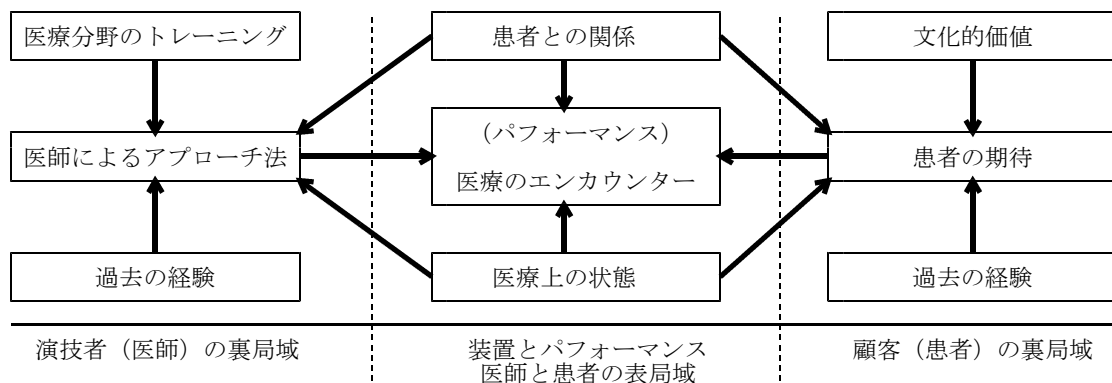 医療分野のトレーニング
患者との関係
文化的価値
医師によるアプローチ法
（パフォーマンス）
医療のエンカウンター
患者の期待
過去の経験
医療上の状態
過去の経験
演技者（医師）の裏局域
装置とパフォーマンス
医師と患者の表局域
顧客（患者）の裏局域